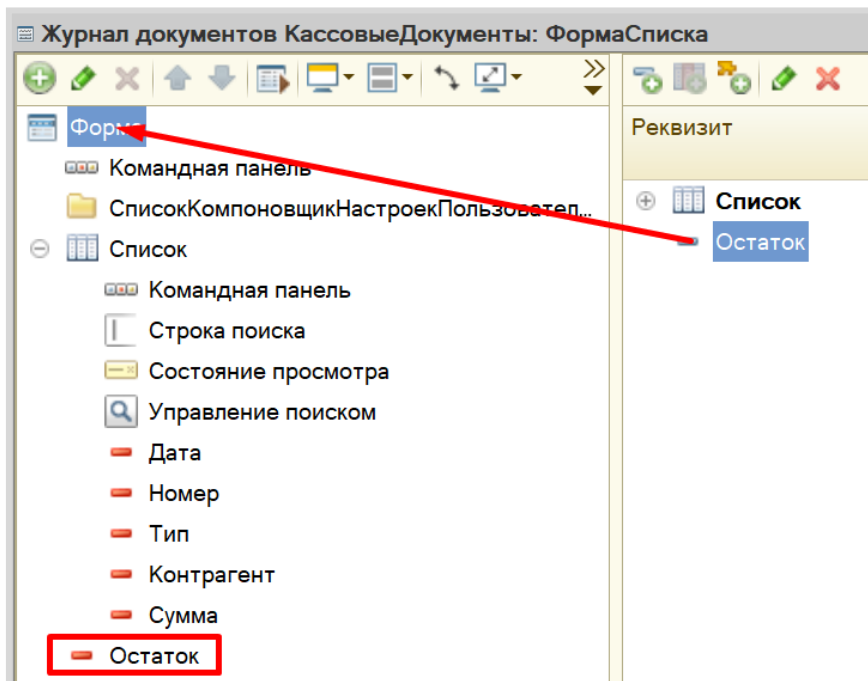 Журнал документов КассовыеДокументы: ФормаСписка
Форма
Командная панель
СписокКомпоновщикНастроекПользовател...
Список
Командная панель
Строка поиска
Состояние просмотра
Управление поиском
Дата
Номер
Тип
Контрагент
Сумма
Остаток
Реквизит
Список
Остаток